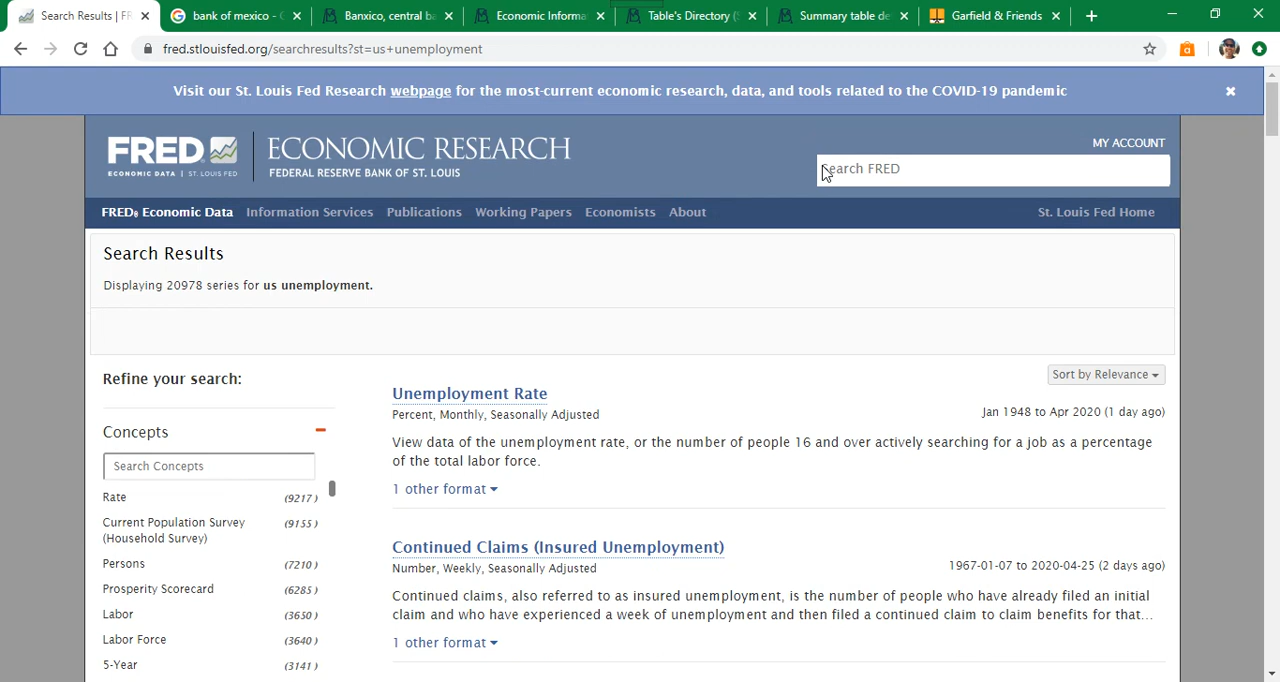 Search Results | FR
bank of mexico - G
Banxico, central ba
Economic Informa
Table's Directory (S
Summary table de
Garfield & Friends
fred.stlouisfed.org/searchresults?st=us+unemployment
Visit our St. Louis Fed Research webpage for the most-current economic research, data, and tools related to the COVID-19 pandemic
FRED
ECONOMIC DATA | ST. LOUIS FED
ECONOMIC RESEARCH
FEDERAL RESERVE BANK OF ST. LOUIS
MY ACCOUNT
Search FRED
FRED® Economic Data Information Services Publications Working Papers Economists About St. Louis Fed Home
Search Results
Displaying 20978 series for us unemployment.
Refine your search:
Concepts
Search Concepts
Rate (9217)
Current Population Survey (9155)
(Household Survey)
Persons (7210)
Prosperity Scorecard (6285)
Labor (3650)
Labor Force (3640)
5-Year (3141)
Sort by Relevance
Unemployment Rate
Percent, Monthly, Seasonally Adjusted Jan 1948 to Apr 2020 (1 day ago)
View data of the unemployment rate, or the number of people 16 and over actively searching for a job as a percentage
of the total labor force.
1 other format
Continued Claims (Insured Unemployment)
Number, Weekly, Seasonally Adjusted 1967-01-07 to 2020-04-25 (2 days ago)
Continued claims, also referred to as insured unemployment, is the number of people who have already filed an initial
claim and who have experienced a week of unemployment and then filed a continued claim to claim benefits for that...
1 other format